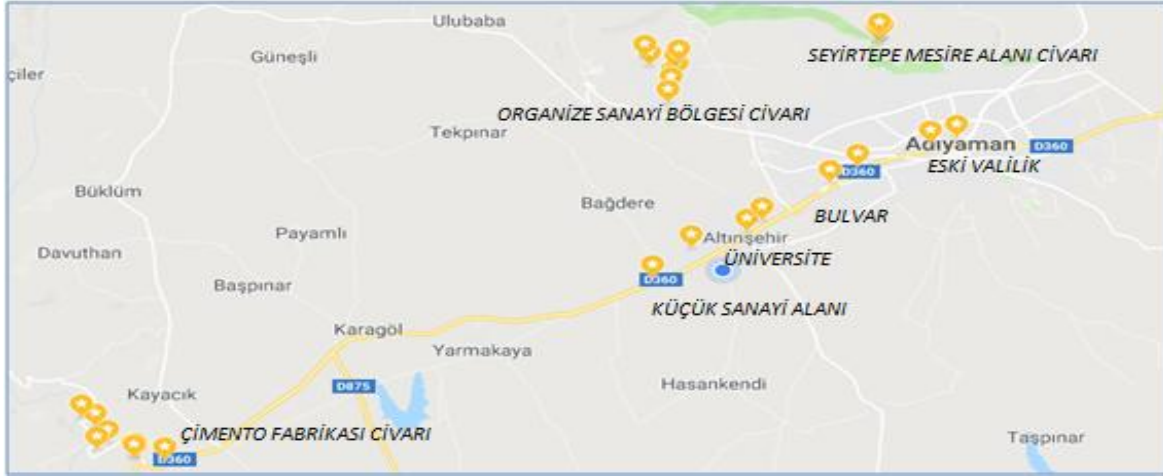 Ulubaba
SEYİRTEPE MESİRE ALANI CİVARI
Güneşli
çiler
ORGANİZE SANAYİ BÖLGESİ CİVARI
Tekpınar
Adıyaman
D360
ESKİ VALİLİK
D360
Büklüm
Bağdere
BULVAR
Payamlı
Altınşehir
Davuthan
ÜNİVERSİTE
D360
Başpınar
KÜÇÜK SANAYİ ALANI
Karagöl
Yarmakaya
D875
Hasankendi
Kayacık
ÇİMENTO FABRİKASI CİVARI
Taşpınar
D360